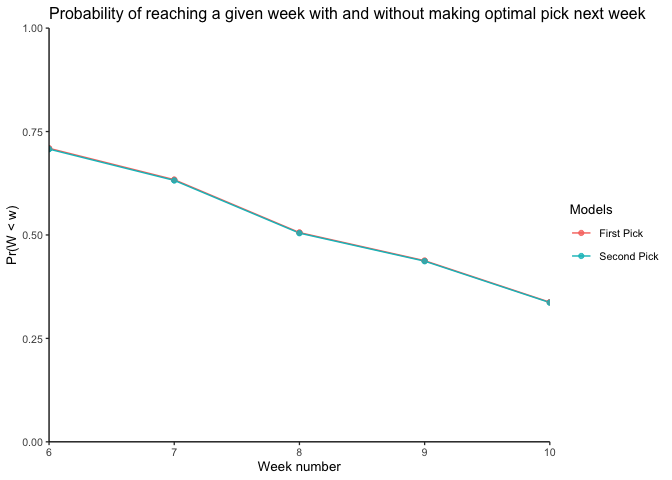 Probability of reaching a given week with and without making optimal pick next week
1.00
0.75
0.50
0.25
0.00
Pr(W < w)
6 7 8 9 10
Week number
Models
First Pick
Second Pick